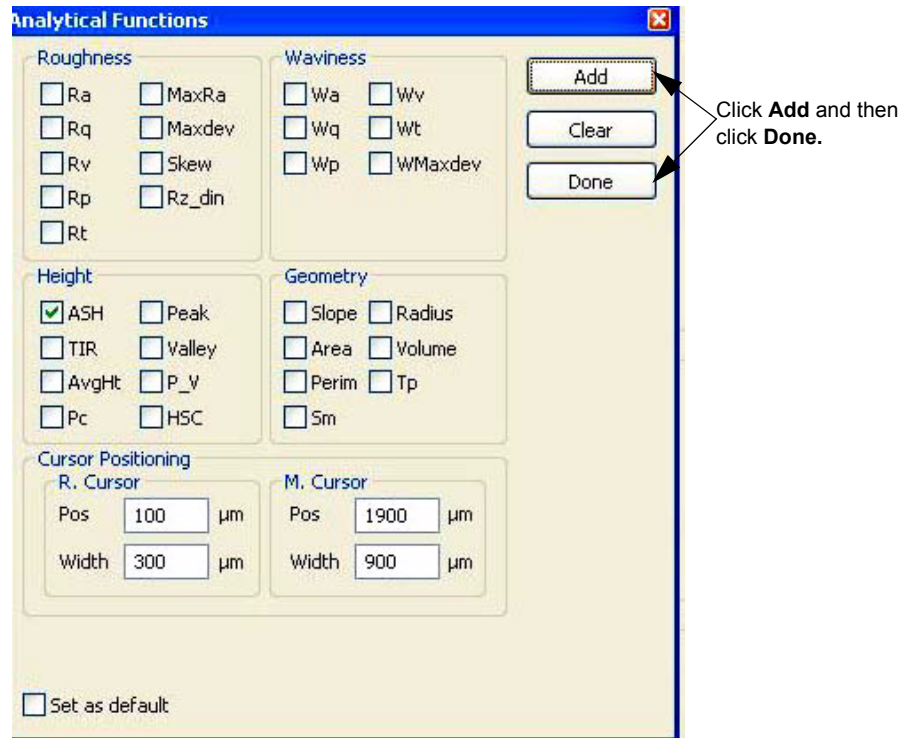 Analytical Functions
Roughness
Ra MaxRa
Rq Maxdev
Rv Skew
Rp Rz_din
Rt
Waviness
Wa Wv
Wq Wt
Wp WMaxdev
Add
Clear
Done
Click Add and then
click Done.
Height
ASH Peak
TIR Valley
AvgHt P_V
Pc HSC
Geometry
Slope Radius
Area Volume
Perim Tp
Sm
Cursor Positioning
R. Cursor
Pos 100 µm
Width 300 µm
M. Cursor
Pos 1900 µm
Width 900 µm
Set as default